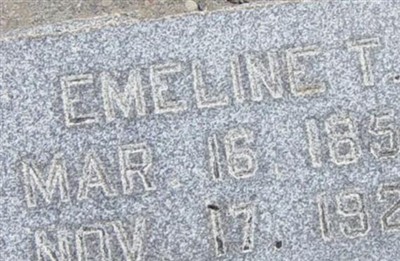 EMELINE T.
MAR. 16. 185
NOV. 17. 192